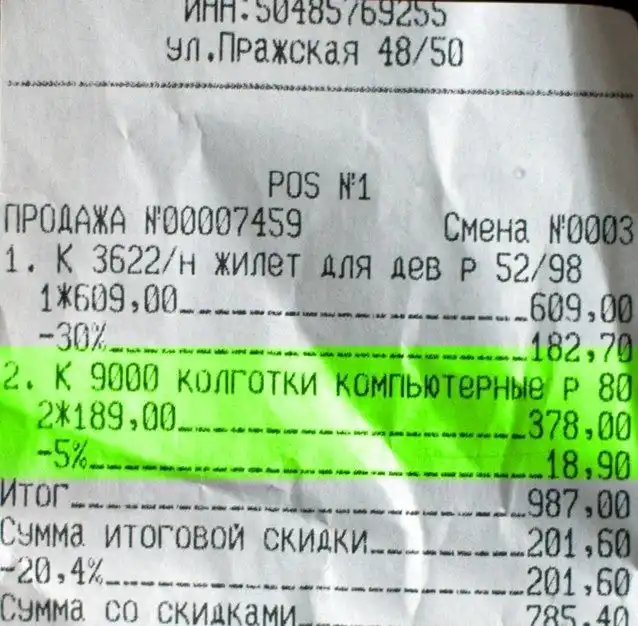 ИНН:50485769255
ул.Пражская 48/50
POS №1
ПРОДАЖА №00007459 Смена №0003
1. К 3622/н жилет для дев р 52/98
1*609,00 609,00
-30% 182,70
2. К 9000 колготки компьютерные р 80
2*189,00 378,00
-5% 18,90
Итог 987,00
Сумма итоговой скидки 201,60
-20,4% 201,60
Сумма со скидками 785,40